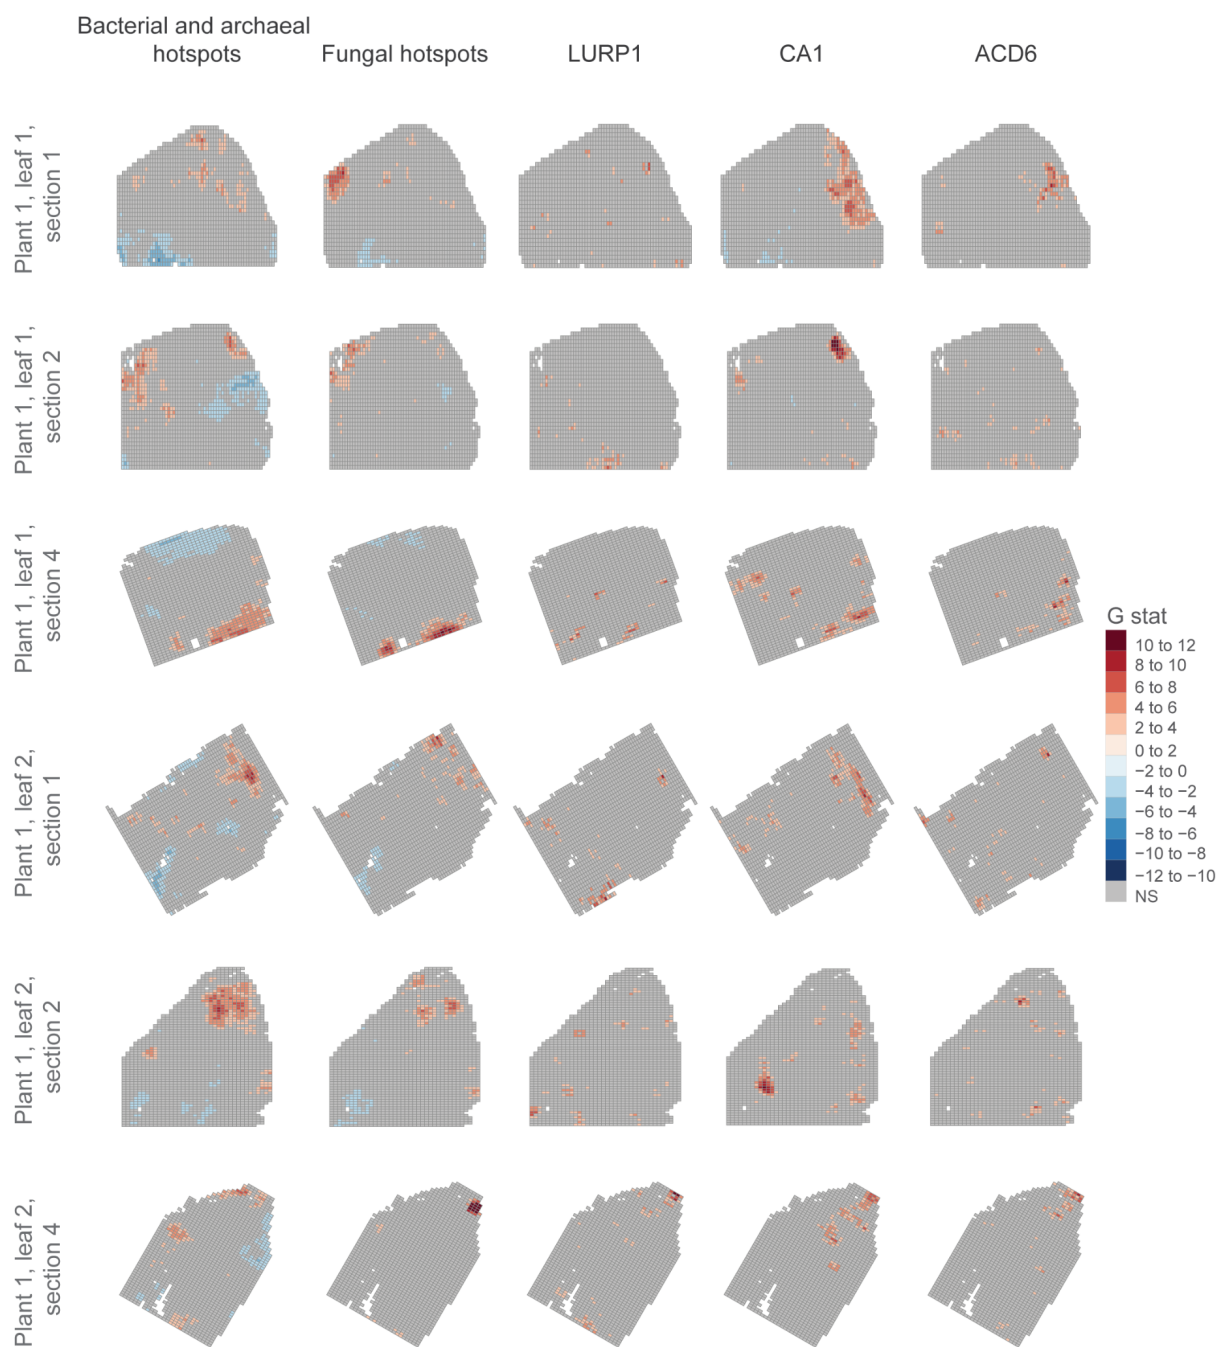 Bacterial and archaeal
hotspots
Fungal hotspots
LURP1
CA1
ACD6
Plant 1, leaf 1,
section 1
Plant 1, leaf 1,
section 2
Plant 1, leaf 1,
section 4
Plant 1, leaf 2,
section 1
Plant 1, leaf 2,
section 2
Plant 1, leaf 2,
section 4
G stat
10 to 12
8 to 10
6 to 8
4 to 6
2 to 4
0 to 2
−2 to 0
−4 to −2
−6 to −4
−8 to −6
−10 to −8
−12 to −10
NS